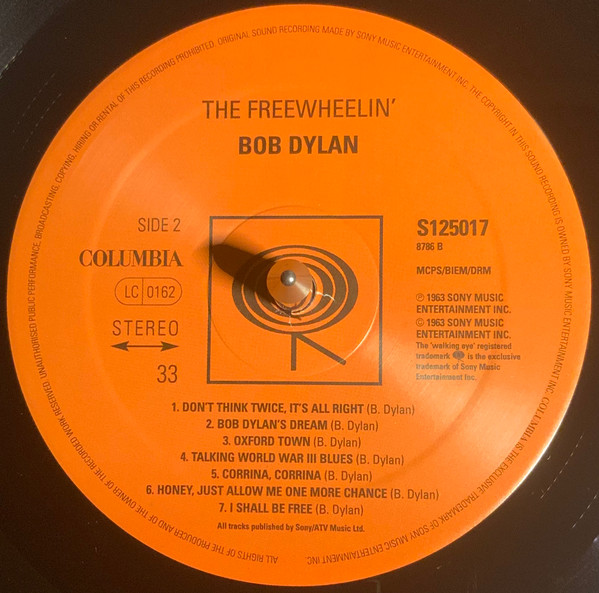 THE FREEWHEELIN'
BOB DYLAN
SIDE 2
COLUMBIA
LC 0162
STEREO
33
S125017
8786 B
MCPS/BIEM/DRM
℗ 1963 SONY MUSIC
ENTERTAINMENT INC.
© 1963 SONY MUSIC
ENTERTAINMENT INC.
The 'walking eye' registered
trademark is the exclusive
trademark of Sony Music
Entertainment Inc.
1. DON'T THINK TWICE, IT'S ALL RIGHT (B. Dylan)
2. BOB DYLAN'S DREAM (B. Dylan)
3. OXFORD TOWN (B. Dylan)
4. TALKING WORLD WAR III BLUES (B. Dylan)
5. CORRINA, CORRINA (B. Dylan)
6. HONEY, JUST ALLOW ME ONE MORE CHANCE (B. Dylan)
7. I SHALL BE FREE (B. Dylan)
All tracks published by Sony/ATV Music Ltd.
ALL RIGHTS OF THE PRODUCER AND OF THE OWNER OF THE RECORDED WORK RESERVED. UNAUTHORISED PUBLIC PERFORMANCE, BROADCASTING, COPYING, HIRING OR RENTAL OF THIS RECORDING PROHIBITED. ORIGINAL SOUND RECORDING MADE BY SONY MUSIC ENTERTAINMENT INC. THE COPYRIGHT IN THIS SOUND RECORDING IS OWNED BY SONY MUSIC ENTERTAINMENT INC. COLUMBIA IS THE EXCLUSIVE TRADEMARK OF SONY MUSIC ENTERTAINMENT INC.